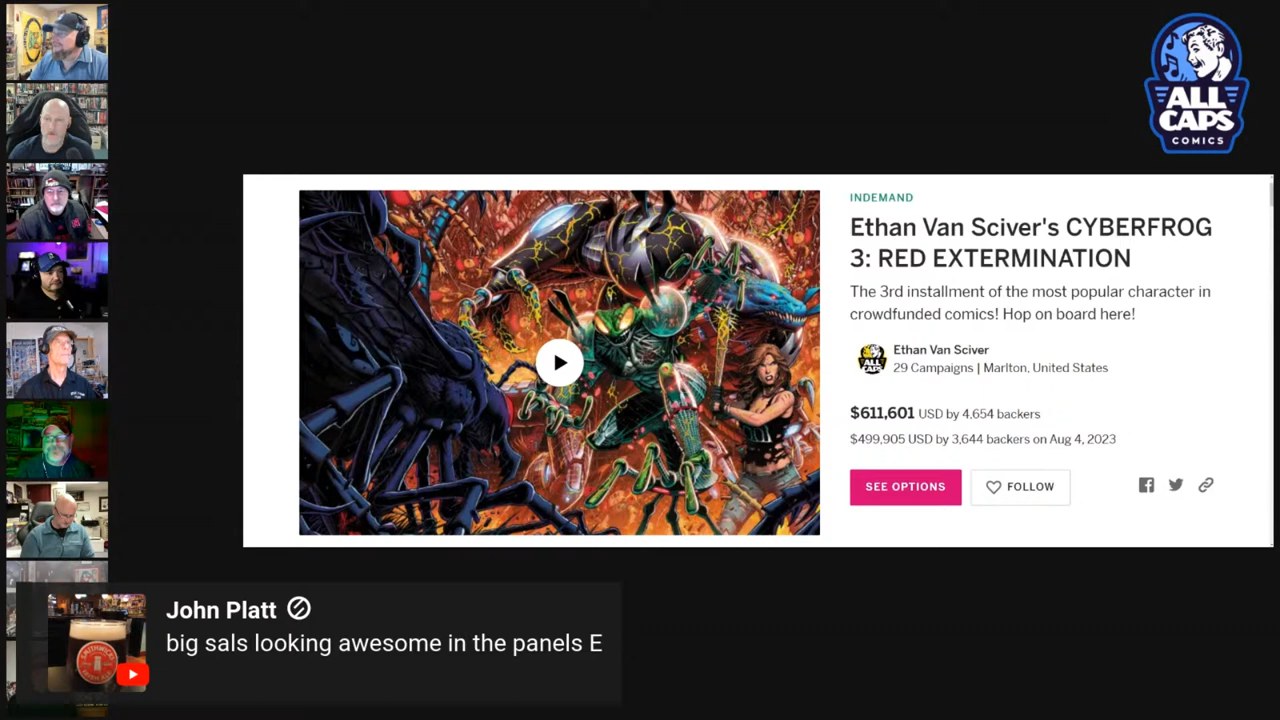 ALL
CAPS
COMICS
INDEMAND
Ethan Van Sciver's CYBERFROG
3: RED EXTERMINATION
The 3rd installment of the most popular character in
crowdfunded comics! Hop on board here!
ALL
CAPS
Ethan Van Sciver
29 Campaigns | Marlton, United States
$611,601 USD by 4,654 backers
$499,905 USD by 3,644 backers on Aug 4, 2023
SEE OPTIONS
FOLLOW
John Platt
big sals looking awesome in the panels E
SMITHWICK'S